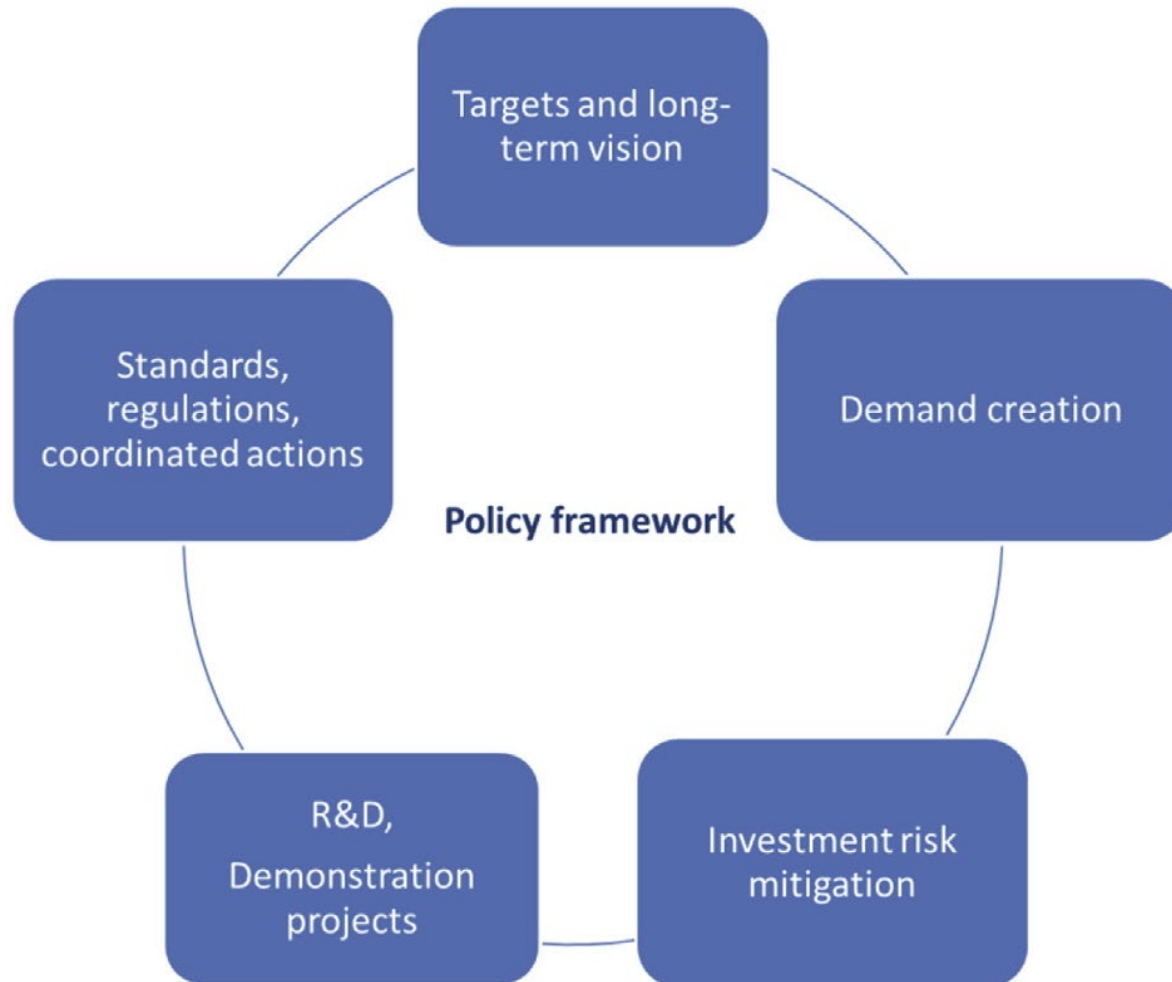 Targets and long-
term vision
Standards,
regulations,
coordinated actions
Demand creation
Policy framework
R&D,
Demonstration
projects
Investment risk
mitigation